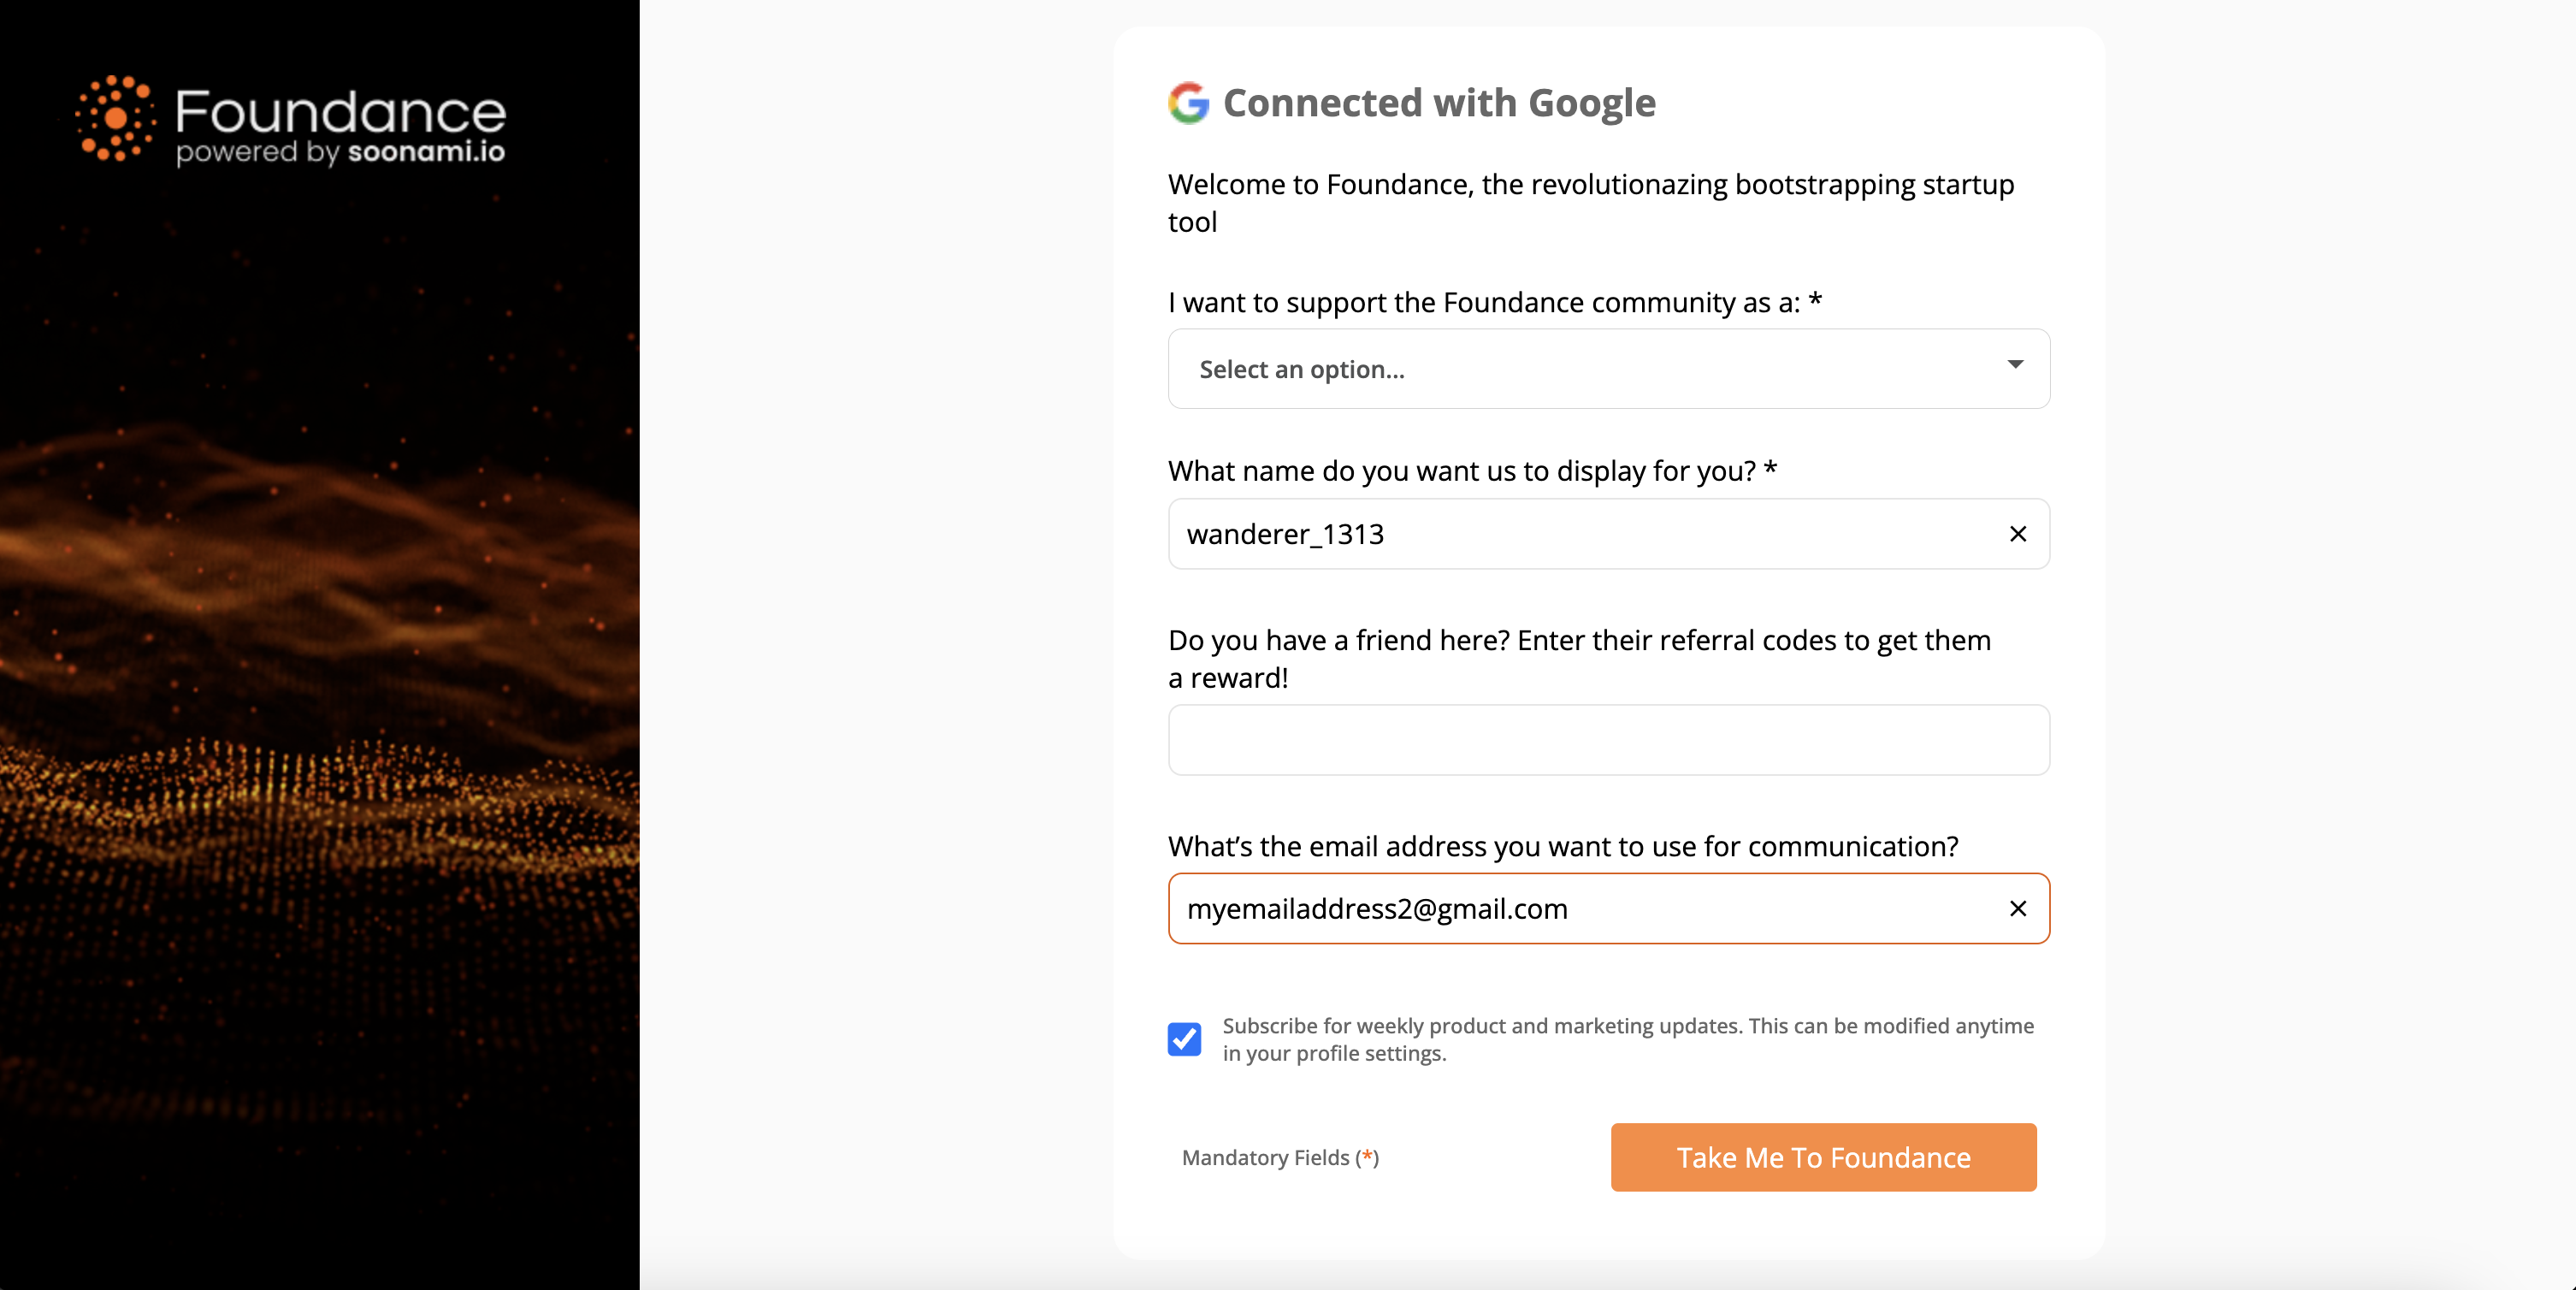 Foundance
powered by soonami.io
Connected with Google
Welcome to Foundance, the revolutionazing bootstrapping startup
tool
I want to support the Foundance community as a: *
Select an option...
What name do you want us to display for you? *
wanderer_1313
Do you have a friend here? Enter their referral codes to get them
a reward!
What's the email address you want to use for communication?
myemailaddress2@gmail.com
Subscribe for weekly product and marketing updates. This can be modified anytime
in your profile settings.
Mandatory Fields (*)
Take Me To Foundance